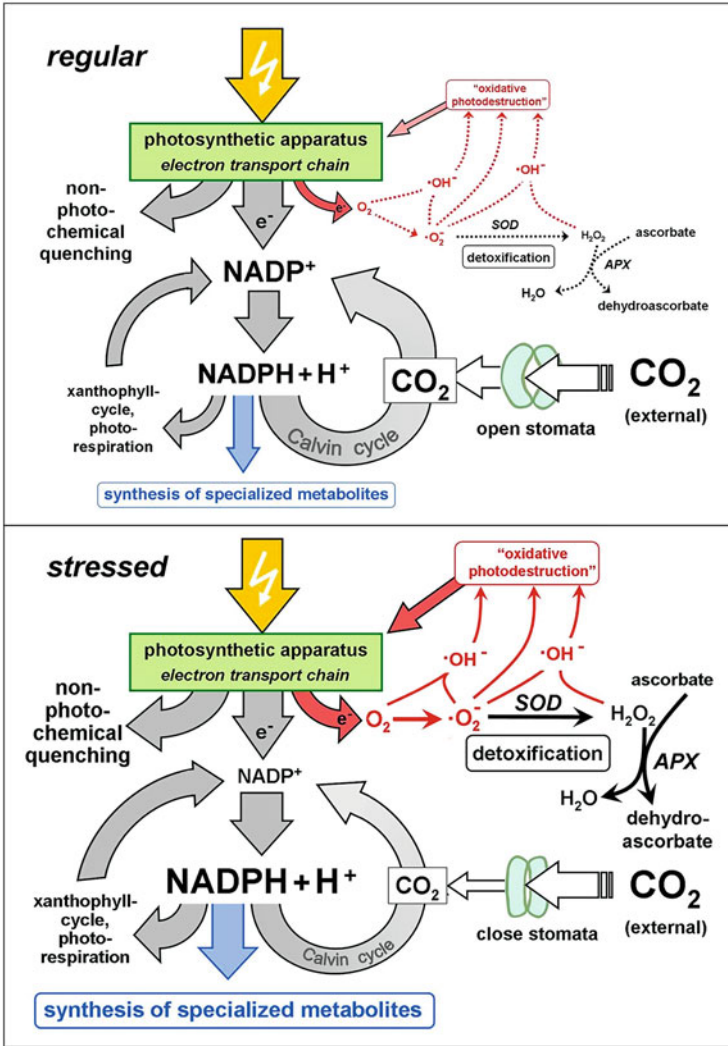 regular
"oxidative
photodestruction"
photosynthetic apparatus
electron transport chain
non-
photo-
chemical
quenching
e-
e-
O2
·OH-
·OH-
·O2-
SOD
detoxification
H2O2
ascorbate
APX
H2O
dehydroascorbate
NADP+
NADPH + H+
CO2
CO2
(external)
open stomata
xanthophyll-
cycle,
photo-
respiration
Calvin cycle
synthesis of specialized metabolites
stressed
"oxidative
photodestruction"
photosynthetic apparatus
electron transport chain
non-
photo-
chemical
quenching
e-
e-
O2
·OH-
·OH-
·O2-
SOD
detoxification
H2O2
ascorbate
APX
H2O
dehydro-
ascorbate
NADP+
NADPH + H+
CO2
CO2
(external)
close stomata
xanthophyll-
cycle,
photo-
respiration
Calvin cycle
synthesis of specialized metabolites